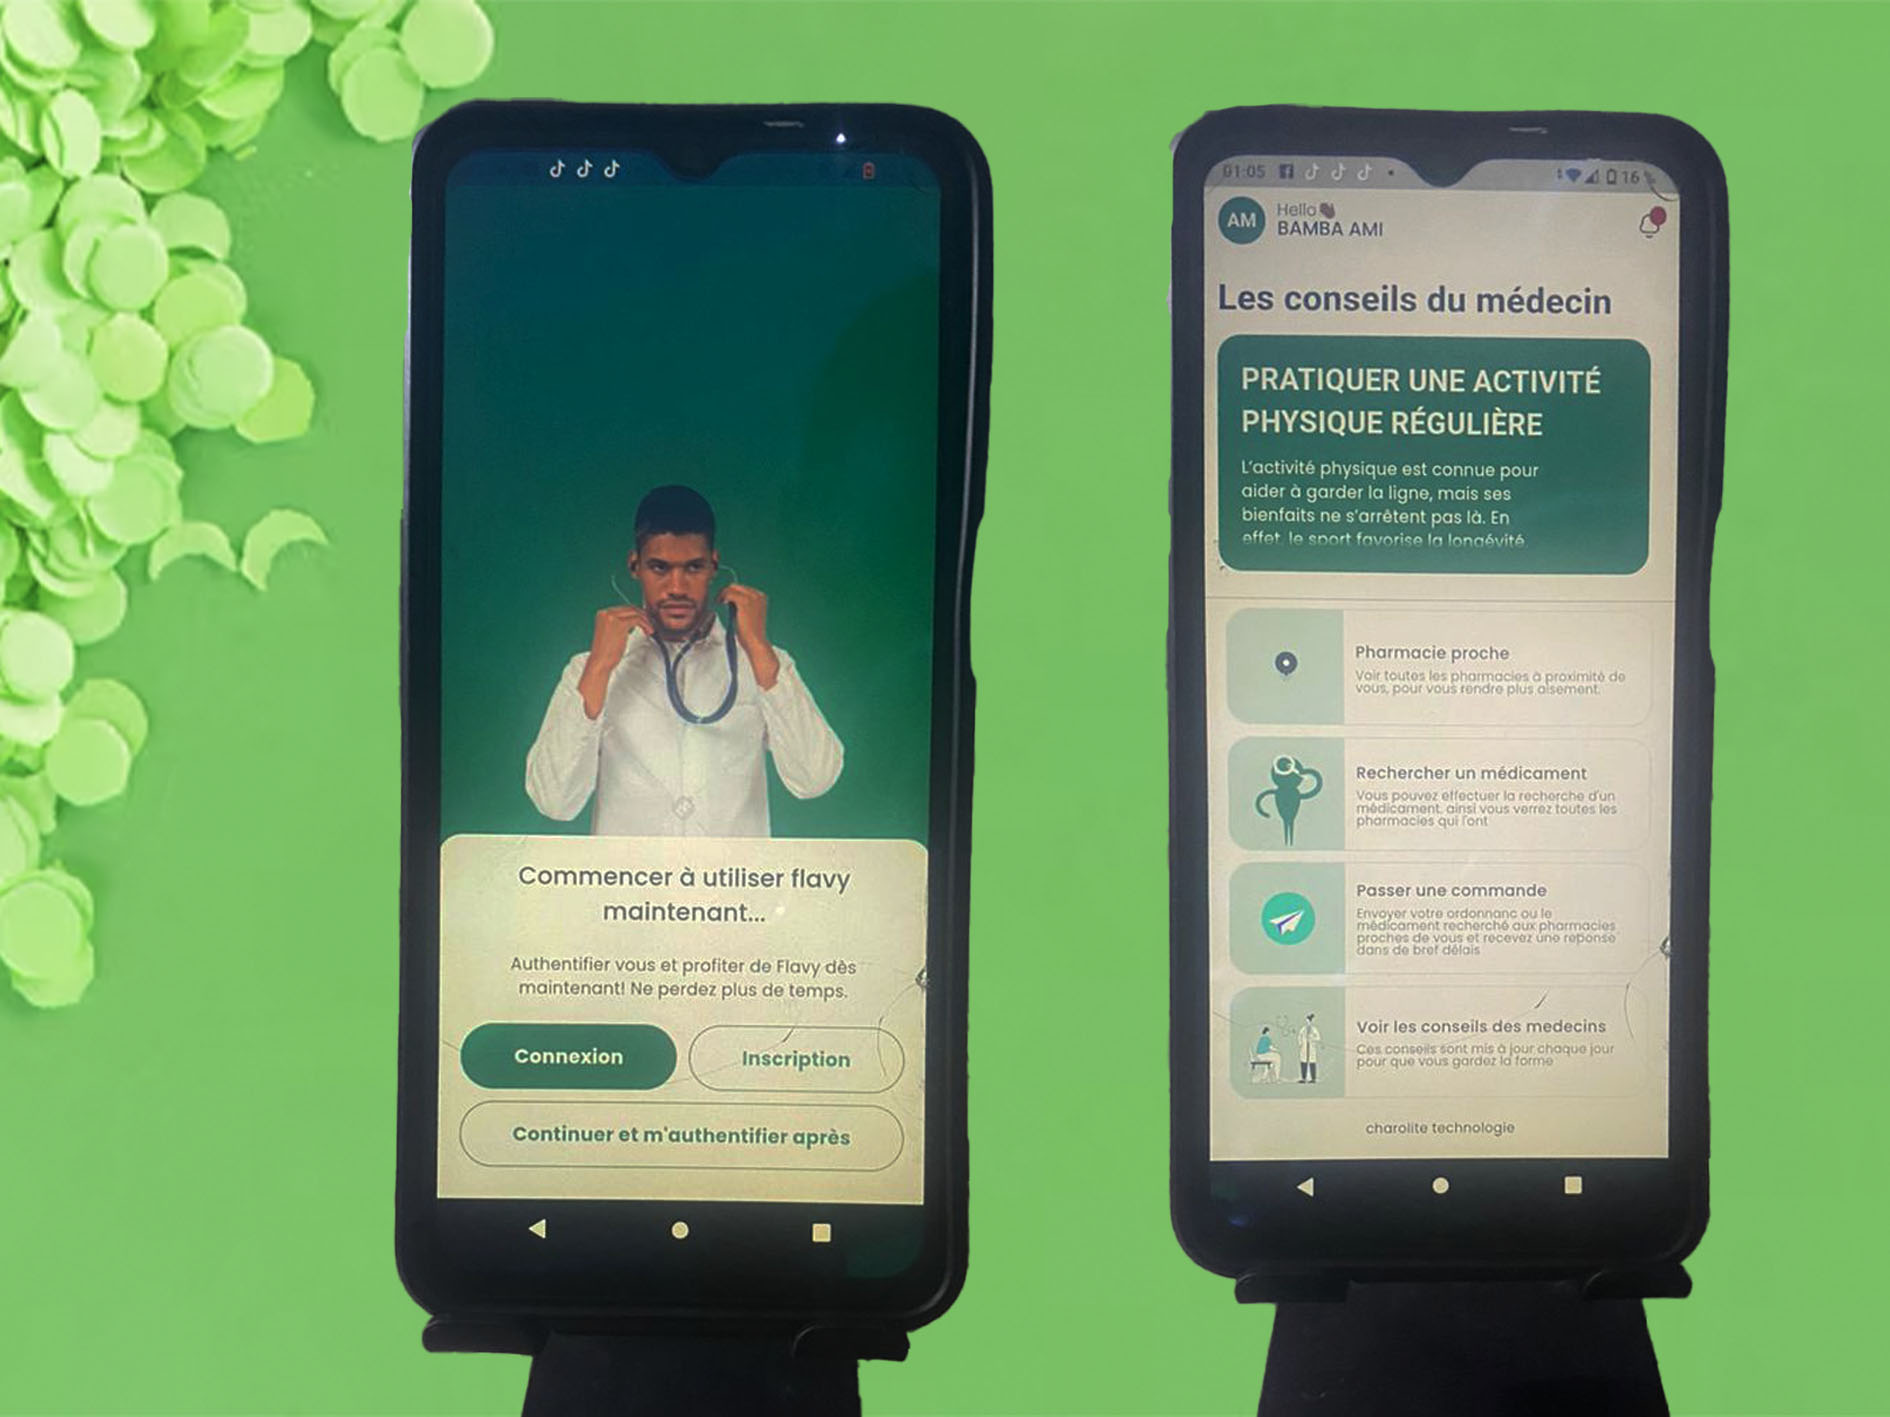 Commencer à utiliser flavy
maintenant...
Authentifier vous et profiter de Flavy dès
maintenant! Ne perdez plus de temps.
Connexion
Inscription
Continuer et m'authentifier après
01:05
16
AM
Hello
BAMBA AMI
Les conseils du médecin
PRATIQUER UNE ACTIVITÉ
PHYSIQUE RÉGULIÈRE
L'activité physique est connue pour
aider à garder la ligne, mais ses
bienfaits ne s'arrêtent pas là. En
effet, le sport favorise la longévité,
Pharmacie proche
Voir toutes les pharmacies à proximité de
vous, pour vous rendre plus aisement.
Rechercher un médicament
Vous pouvez effectuer la recherche d'un
médicament, ainsi vous verrez toutes les
pharmacies qui l'ont
Passer une commande
Envoyer votre ordonnanc ou le
médicament recherché aux pharmacies
proches de vous et recevez une reponse
dans de bref délais
Voir les conseils des medecins
Ces conseils sont mis à jour chaque jour
pour que vous gardez la forme
charolite technologie